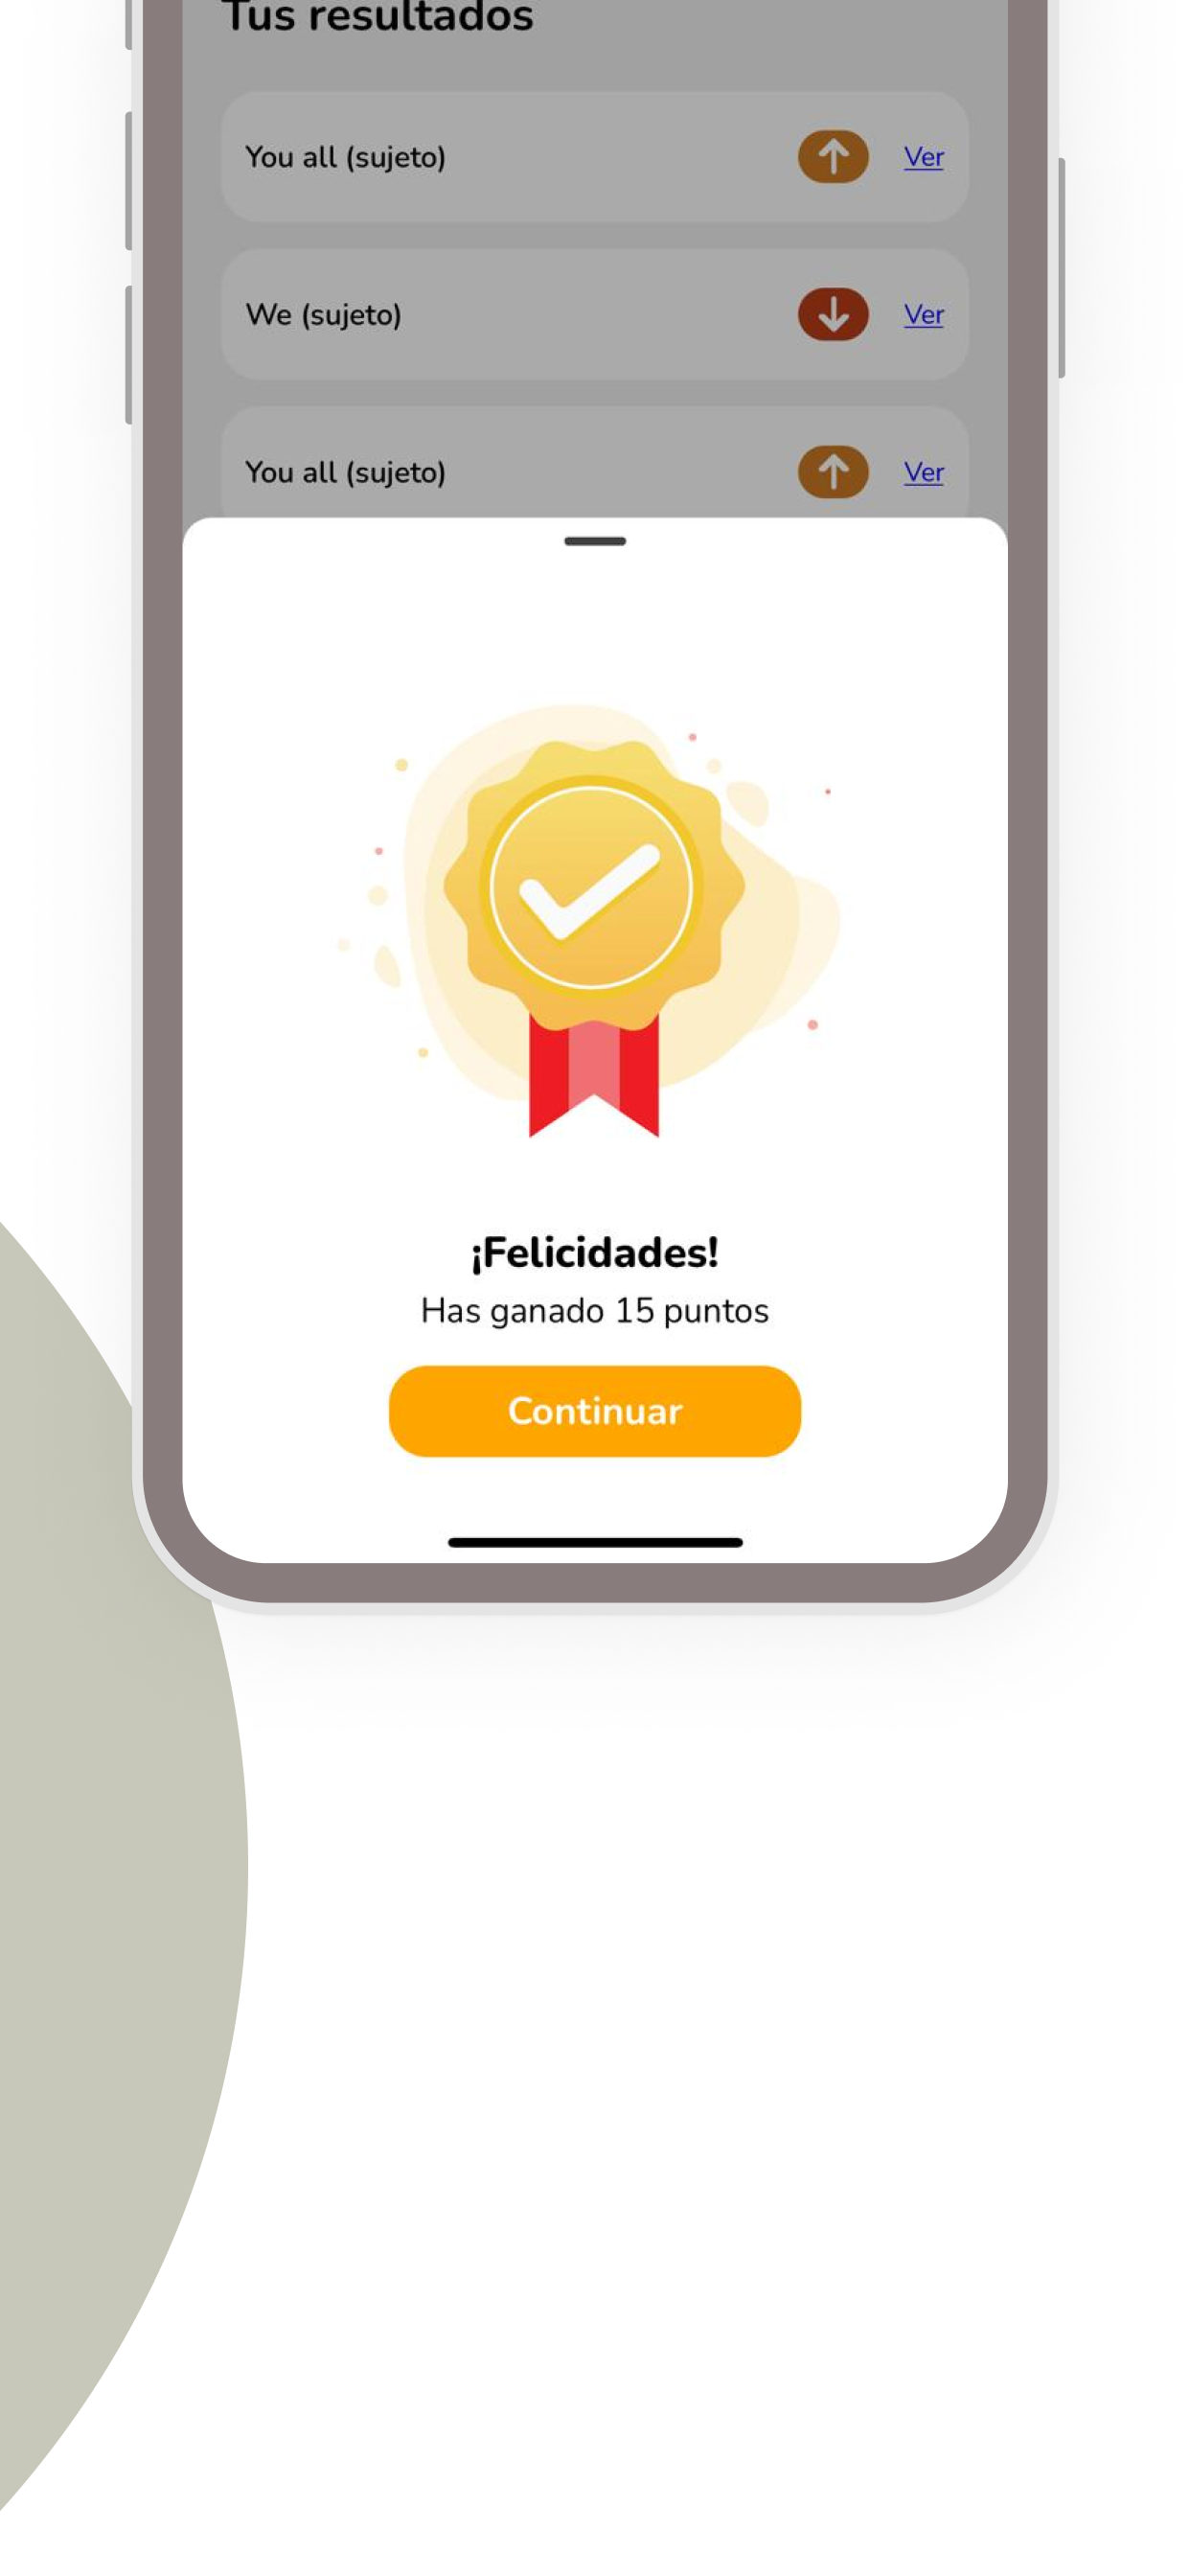 Tus resultados
You all (sujeto) Ver
We (sujeto) Ver
You all (sujeto) Ver
¡Felicidades!
Has ganado 15 puntos
Continuar